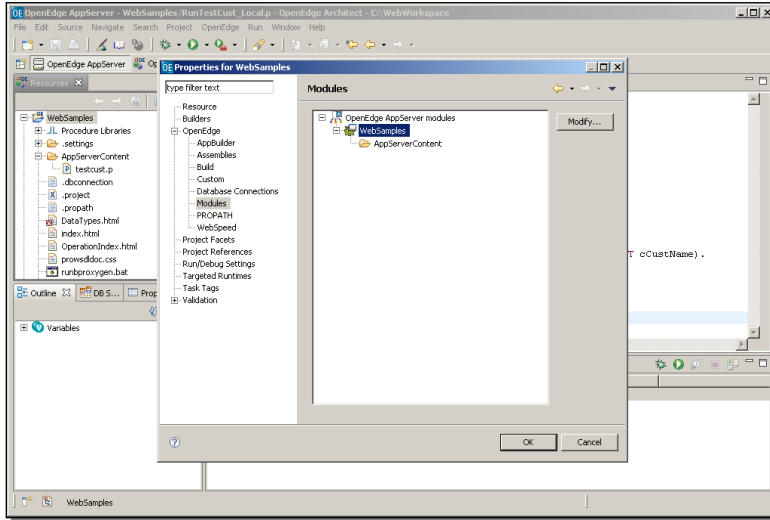 OpenEdge AppServer - WebSamples/RunTestCust_Local.p - OpenEdge Architect - C:\WebWorkspace
File Edit Source Navigate Search Project OpenEdge Run Window Help
OpenEdge AppServer
Resources
WebSamples
Procedure Libraries
.settings
AppServerContent
testcust.p
.dbconnection
.project
.propath
DataTypes.html
index.html
OperationIndex.html
prowsdldoc.css
runbproxygen.bat
Outline DB S... Prop
Variables
Properties for WebSamples
type filter text
Resource
Builders
OpenEdge
AppBuilder
Assemblies
Build
Custom
Database Connections
Modules
PROPATH
WebSpeed
Project Facets
Project References
Run/Debug Settings
Targeted Runtimes
Task Tags
Validation
Modules
OpenEdge AppServer modules
WebSamples
AppServerContent
Modify...
OK Cancel
T cCustName).
WebSamples